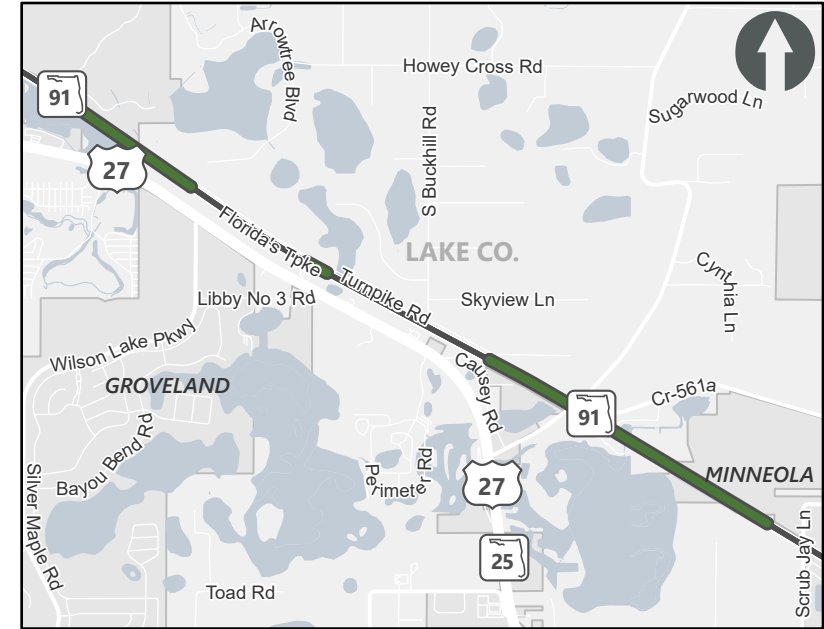 Arrowtree Blvd
Howey Cross Rd
91
Sugarwood Ln
S Buckhill Rd
27
Florida's Tpke
LAKE CO.
Cynthia Ln
Turnpike Rd
Libby No 3 Rd
Skyview Ln
Wilson Lake Pkwy
Causey Rd
GROVELAND
Cr-561a
91
Bayou Bend Rd
Perimeter Rd
MINNEOLA
Silver Maple Rd
27
Scrub Jay Ln
25
Toad Rd